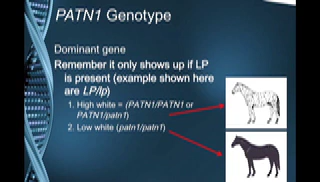 PATN1 Genotype
Dominant gene
Remember it only shows up if LP
is present (example shown here
are LP/lp)
1. High white = (PATN1/PATN1 or
PATN1/patn1)
2. Low white (patn1/patn1)